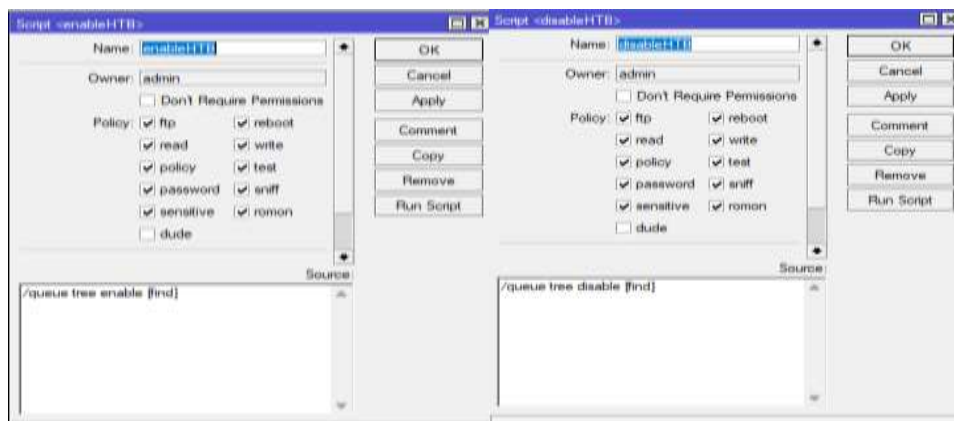 Script <enableHTB>
Name: enableHTB
OK
Owner: admin
Cancel
Don't Require Permissions
Apply
Policy: ftp reboot
Comment
read write
Copy
policy test
Remove
password sniff
Run Script
sensitive romon
dude
Source:
/queue tree enable [find]
Script <disableHTB>
Name: disableHTB
OK
Owner: admin
Cancel
Don't Require Permissions
Apply
Policy: ftp reboot
Comment
read write
Copy
policy test
Remove
password sniff
Run Script
sensitive romon
dude
Source:
/queue tree disable [find]